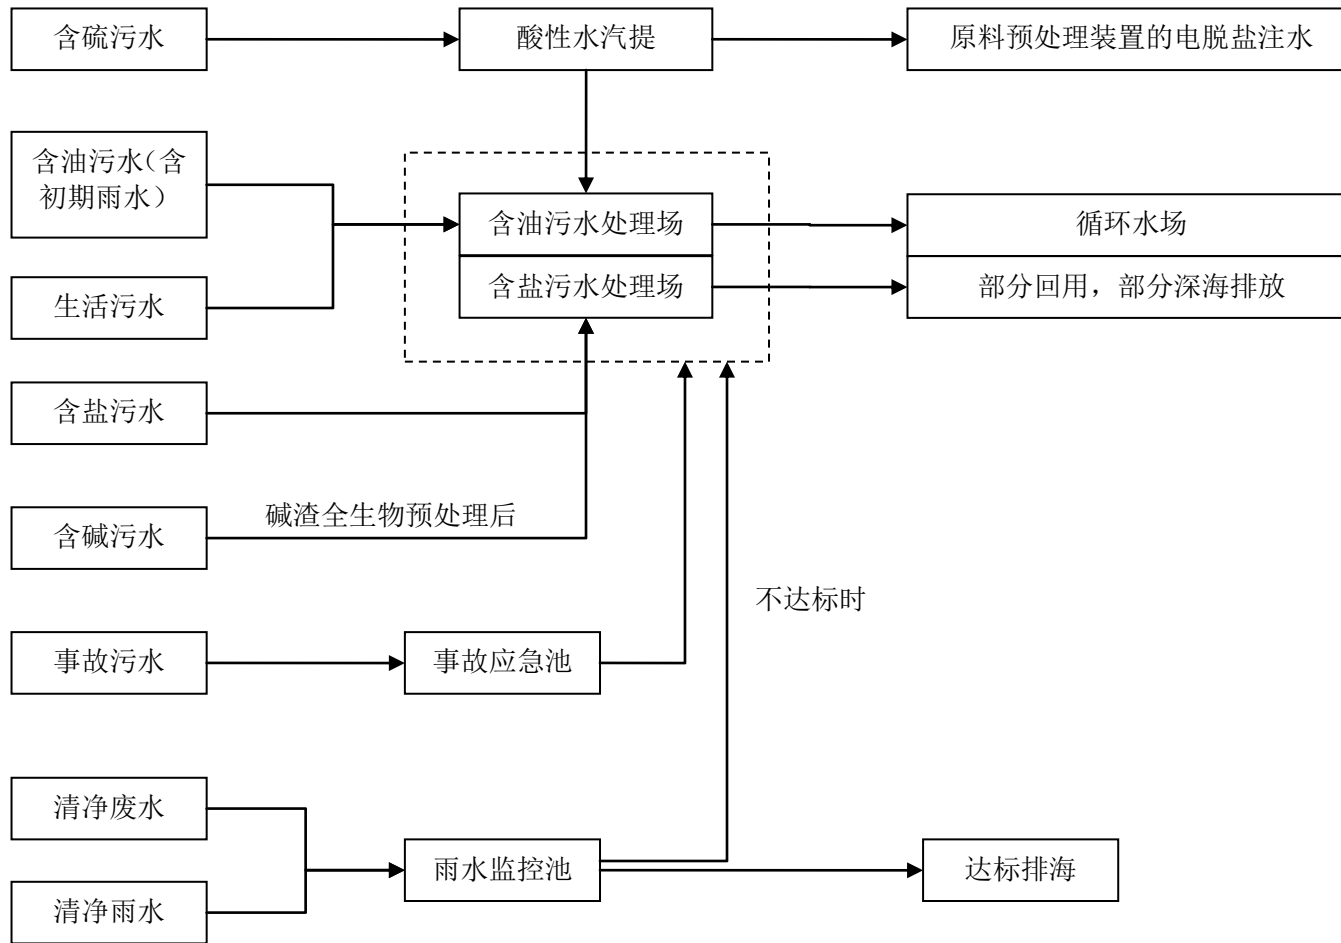 含硫污水
酸性水汽提
原料预处理装置的电脱盐注水
含油污水（含
初期雨水）
含油污水处理场
循环水场
含盐污水处理场
部分回用，部分深海排放
生活污水
含盐污水
碱渣全生物预处理后
含碱污水
不达标时
事故污水
事故应急池
清净废水
雨水监控池
达标排海
清净雨水